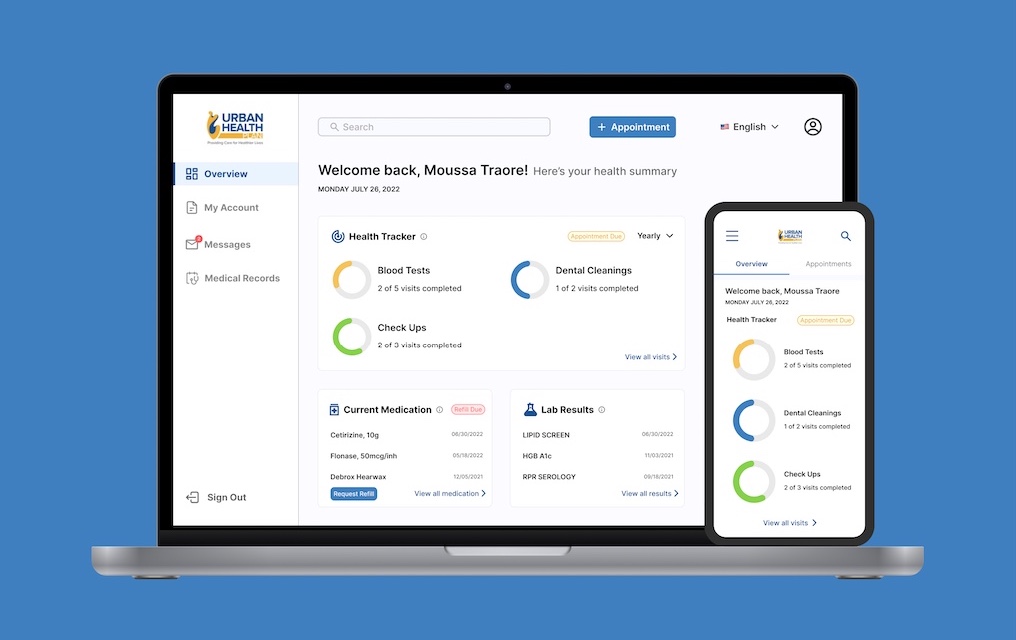 URBAN
HEALTH
PLAN
Providing Care for Healthier Lives
Search
+ Appointment
English
Overview
My Account
Messages
Medical Records
Sign Out
Welcome back, Moussa Traore! Here's your health summary
MONDAY JULY 26, 2022
Health Tracker
Appointment Due
Yearly
Blood Tests
2 of 5 visits completed
Dental Cleanings
1 of 2 visits completed
Check Ups
2 of 3 visits completed
View all visits
Current Medication
Refill Due
Cetirizine, 10g 06/30/2022
Flonase, 50mcg/inh 05/18/2022
Debrox Hearwax 12/05/2021
Request Refill
View all medication
Lab Results
LIPID SCREEN 06/30/2022
HGB A1c 11/03/2021
RPR SEROLOGY 09/18/2021
View all results
URBAN
HEALTH
Overview
Appointments
Welcome back, Moussa Traore
MONDAY JULY 26, 2022
Health Tracker
Appointment Due
Blood Tests
2 of 5 visits completed
Dental Cleanings
1 of 2 visits completed
Check Ups
2 of 3 visits completed
View all visits